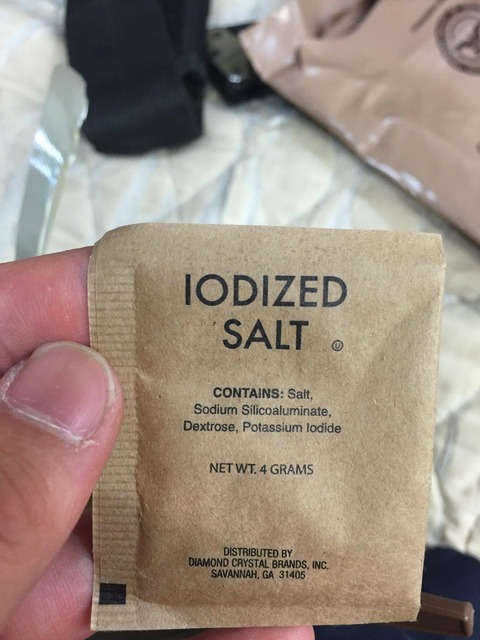 IODIZED
SALT Ⓤ
CONTAINS: Salt,
Sodium Silicoaluminate,
Dextrose, Potassium Iodide
NET WT. 4 GRAMS
DISTRIBUTED BY
DIAMOND CRYSTAL BRANDS, INC.
SAVANNAH, GA 31405